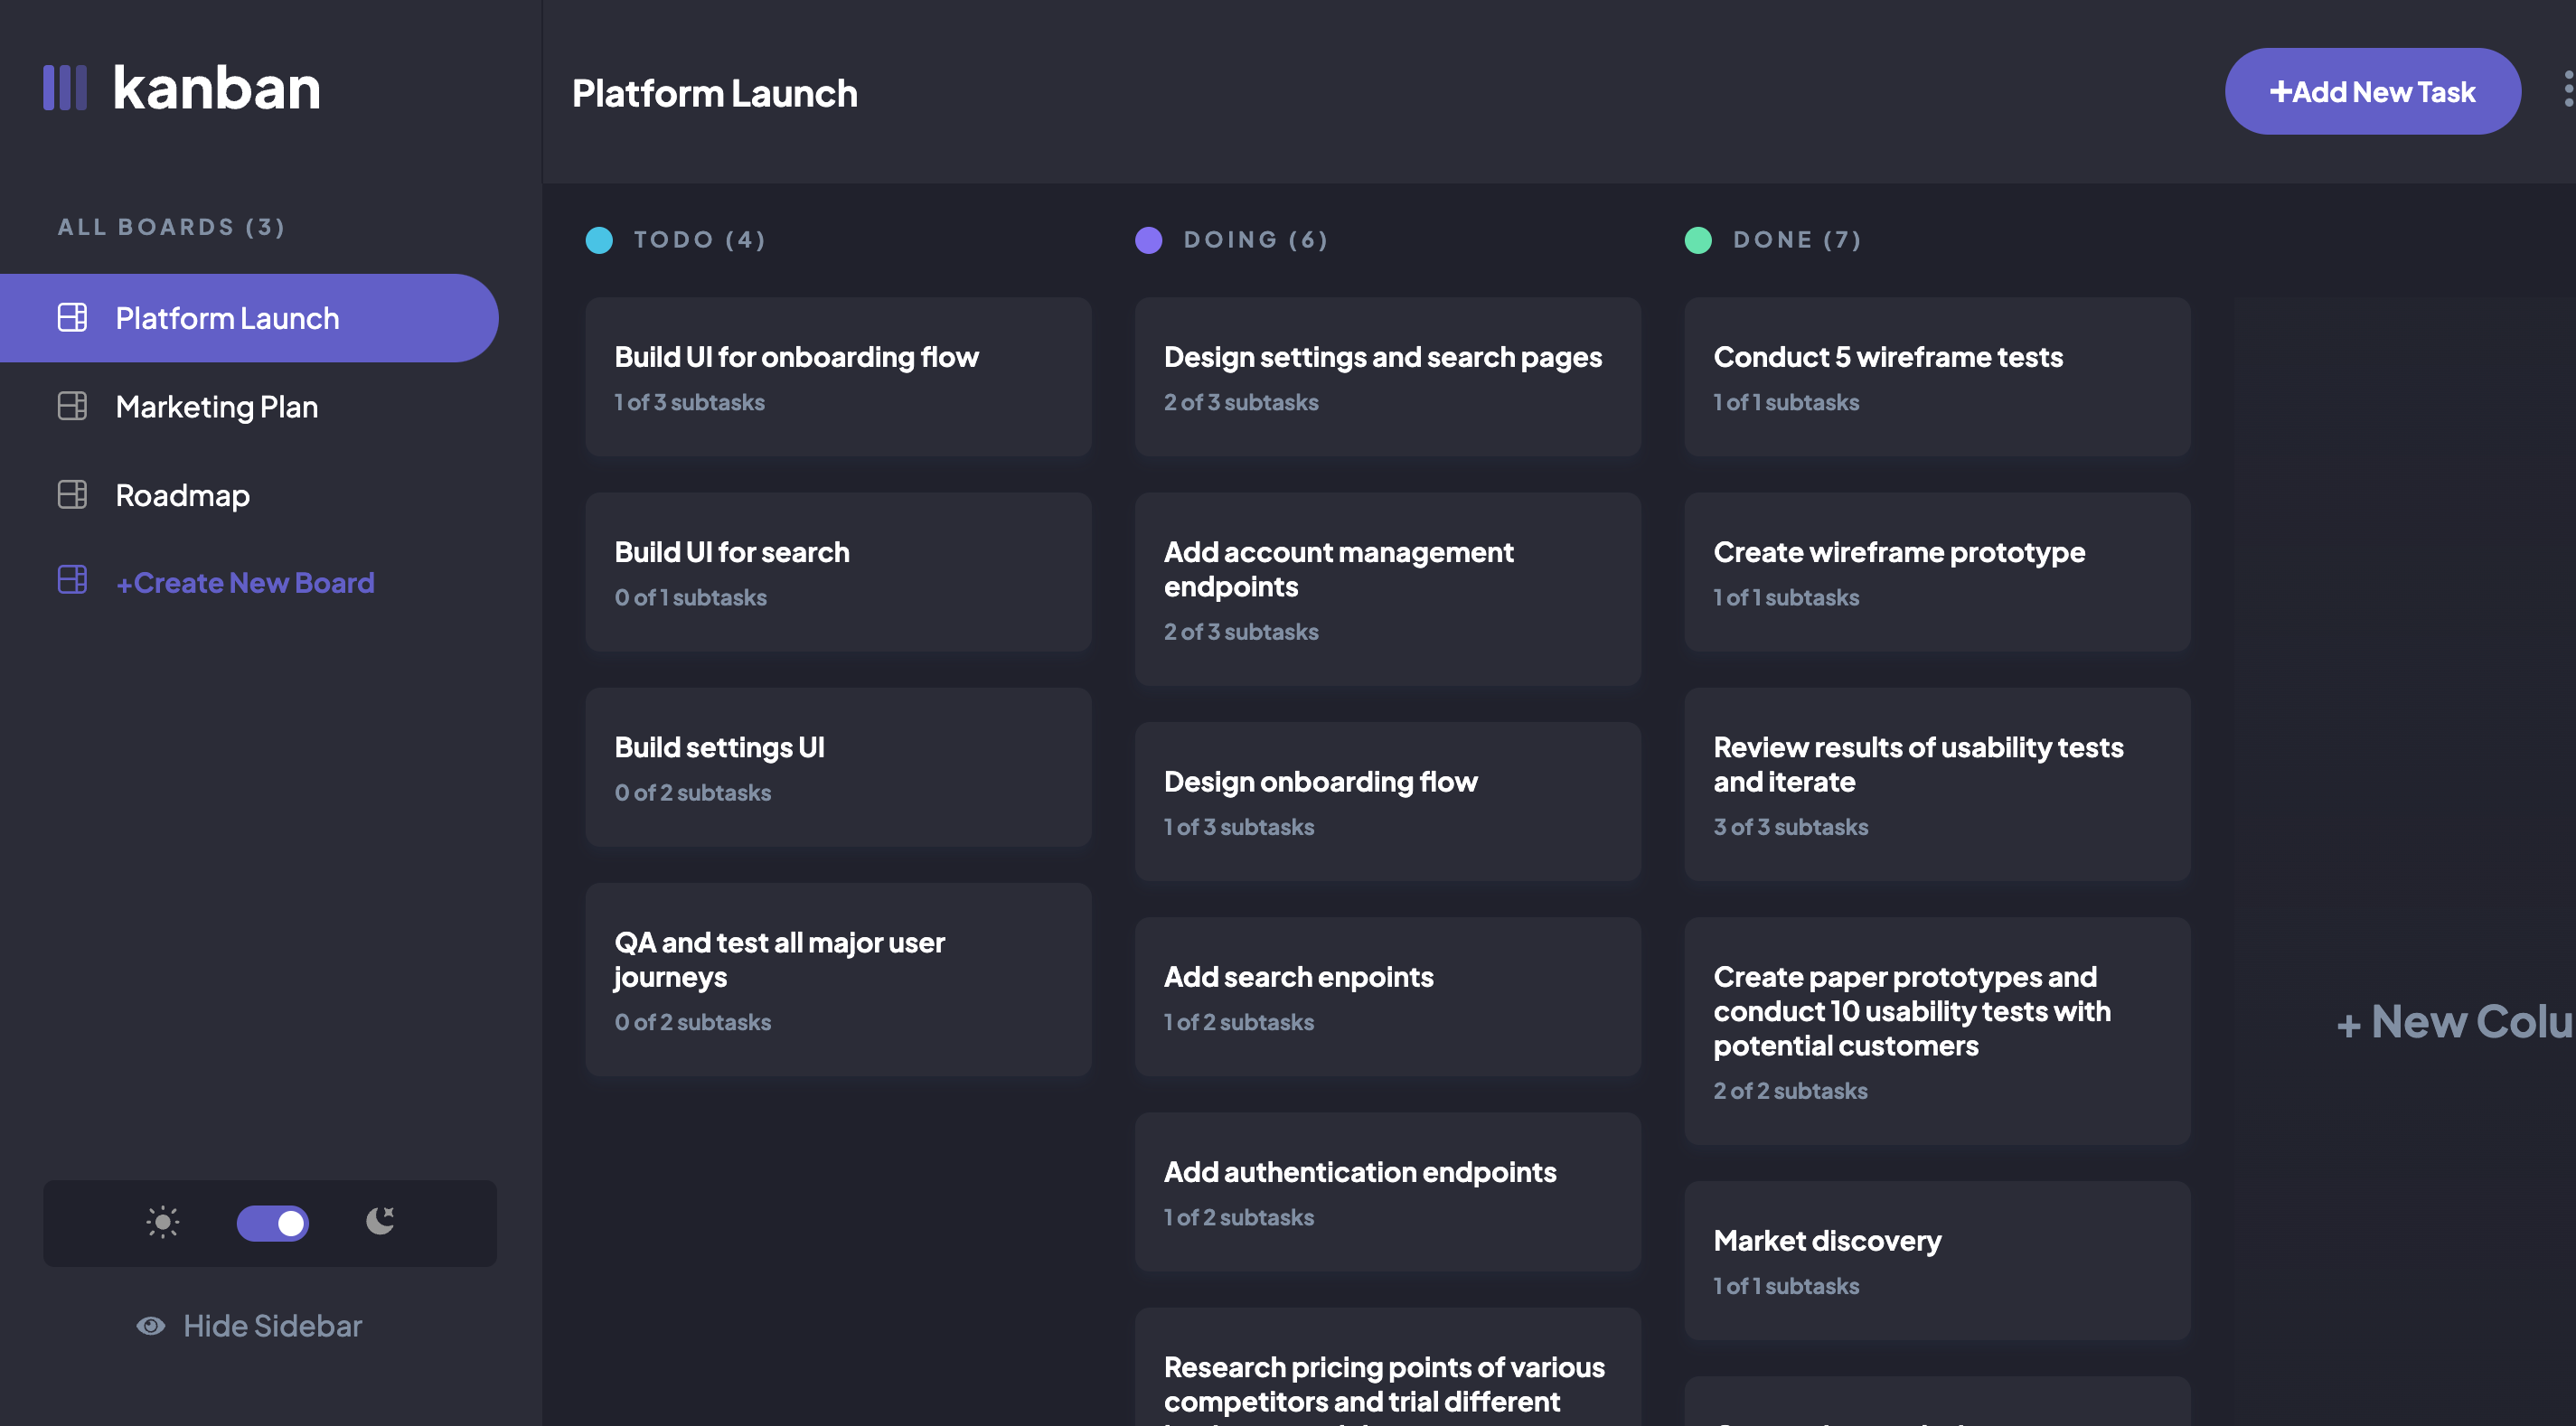 kanban
ALL BOARDS (3)
Platform Launch
Marketing Plan
Roadmap
+Create New Board
Hide Sidebar
Platform Launch
+Add New Task
TODO (4)
Build UI for onboarding flow
1 of 3 subtasks
Build UI for search
0 of 1 subtasks
Build settings UI
0 of 2 subtasks
QA and test all major user
journeys
0 of 2 subtasks
DOING (6)
Design settings and search pages
2 of 3 subtasks
Add account management
endpoints
2 of 3 subtasks
Design onboarding flow
1 of 3 subtasks
Add search enpoints
1 of 2 subtasks
Add authentication endpoints
1 of 2 subtasks
Research pricing points of various
competitors and trial different
DONE (7)
Conduct 5 wireframe tests
1 of 1 subtasks
Create wireframe prototype
1 of 1 subtasks
Review results of usability tests
and iterate
3 of 3 subtasks
Create paper prototypes and
conduct 10 usability tests with
potential customers
2 of 2 subtasks
Market discovery
1 of 1 subtasks
+ New Colu